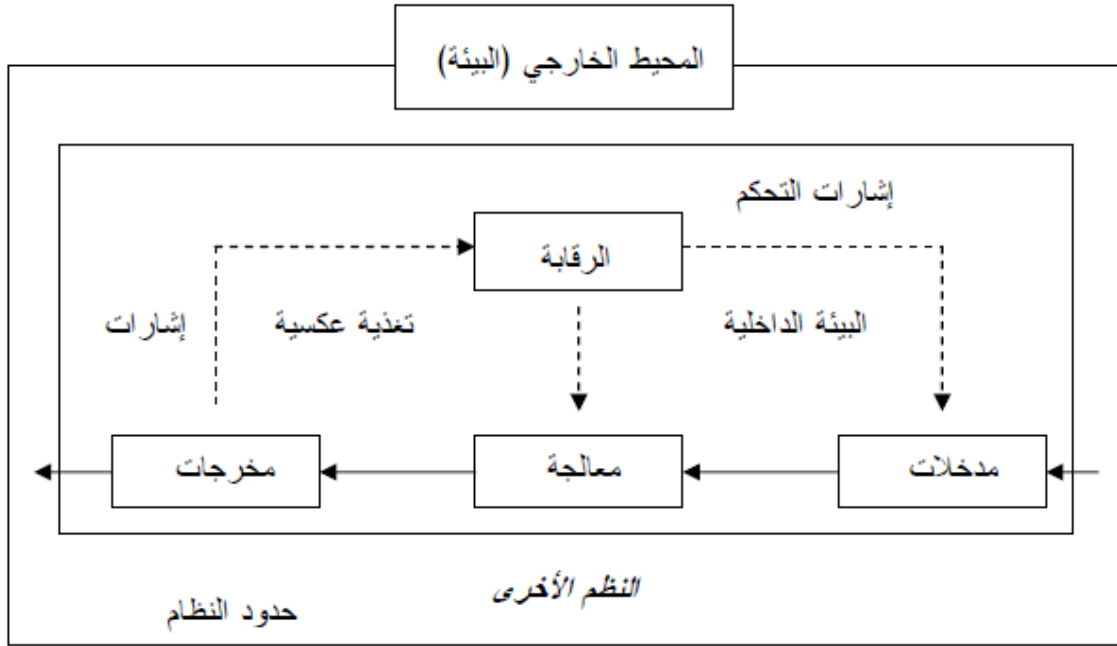 المحيط الخارجي (البيئة)
إشارات التحكم
الرقابة
البيئة الداخلية
تغذية عكسية
إشارات
مدخلات
معالجة
مخرجات
النظم الأخرى
حدود النظام